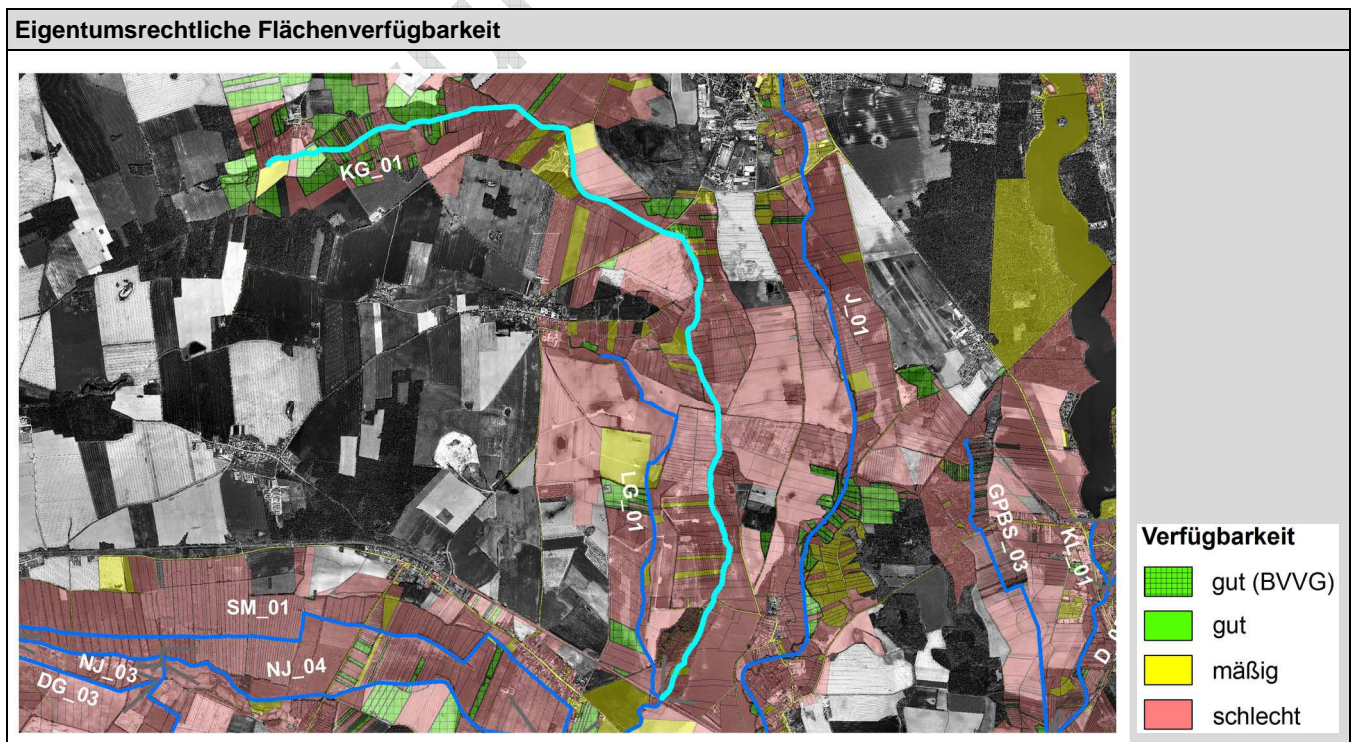 Eigentumsrechtliche Flächenverfügbarkeit
KG_01
J_01
LG_01
GPBS_03
KL_01
SM_01
NJ_03
NJ_04
DG_03
Verfügbarkeit
gut (BVVG)
gut
mäßig
schlecht